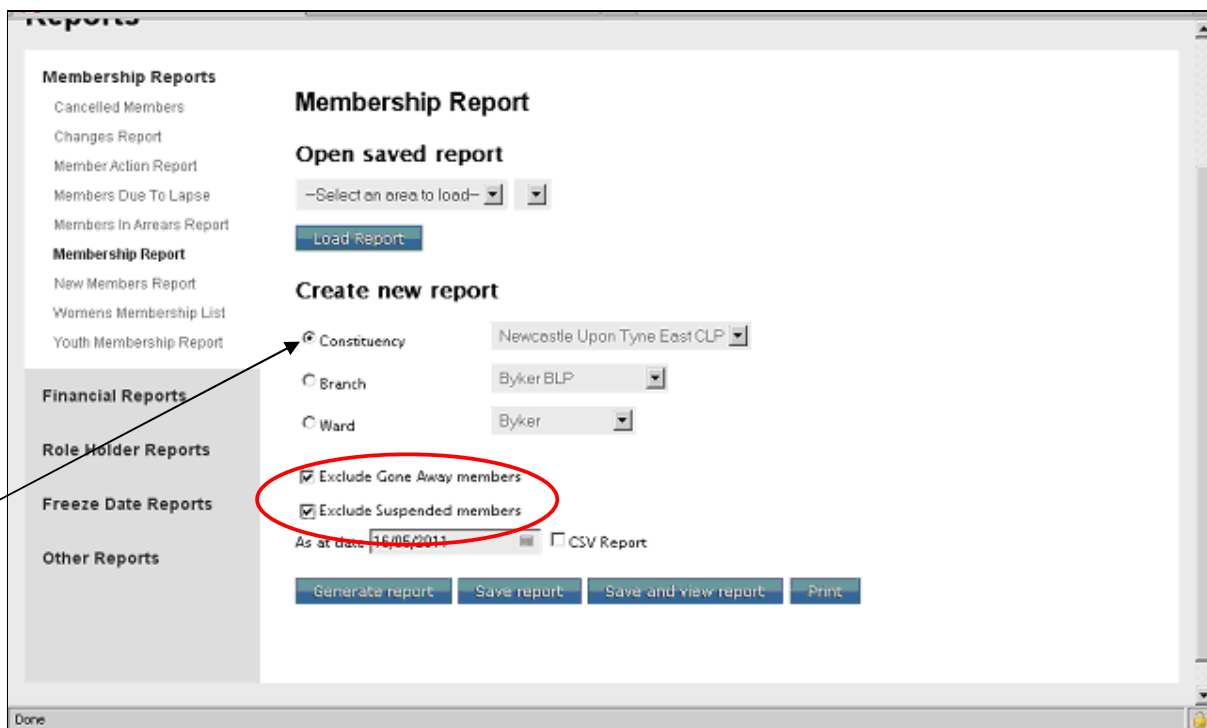 Reports
Membership Reports
Cancelled Members
Changes Report
Member Action Report
Members Due To Lapse
Members In Arrears Report
Membership Report
New Members Report
Womens Membership List
Youth Membership Report
Financial Reports
Role Holder Reports
Freeze Date Reports
Other Reports
Membership Report
Open saved report
--Select an area to load--
Load Report
Create new report
Constituency Newcastle Upon Tyne East CLP
Branch Byker BLP
Ward Byker
Exclude Gone Away members
Exclude Suspended members
As at date 16/05/2011 CSV Report
Generate report Save report Save and view report Print
Done